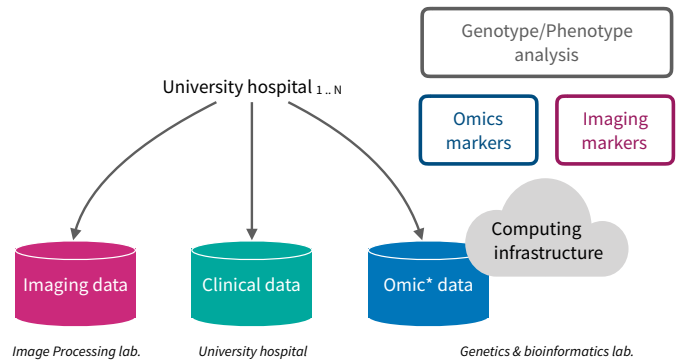 Genotype/Phenotype
analysis
University hospital 1 .. N
Omics
markers
Imaging
markers
Computing
infrastructure
Imaging data
Clinical data
Omic* data
Image Processing lab.
University hospital
Genetics & bioinformatics lab.